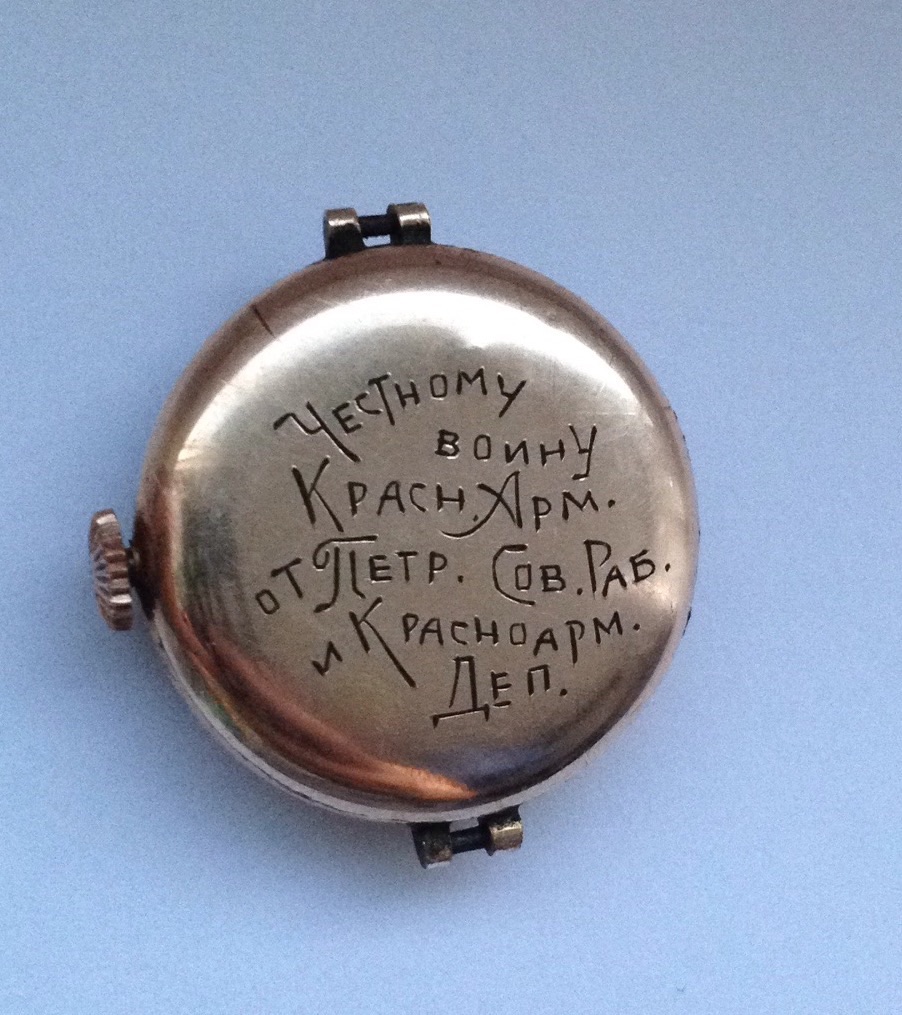 Честному
воину
Красн. Арм.
от Петр. Сов. Раб.
и Красноарм.
Деп.